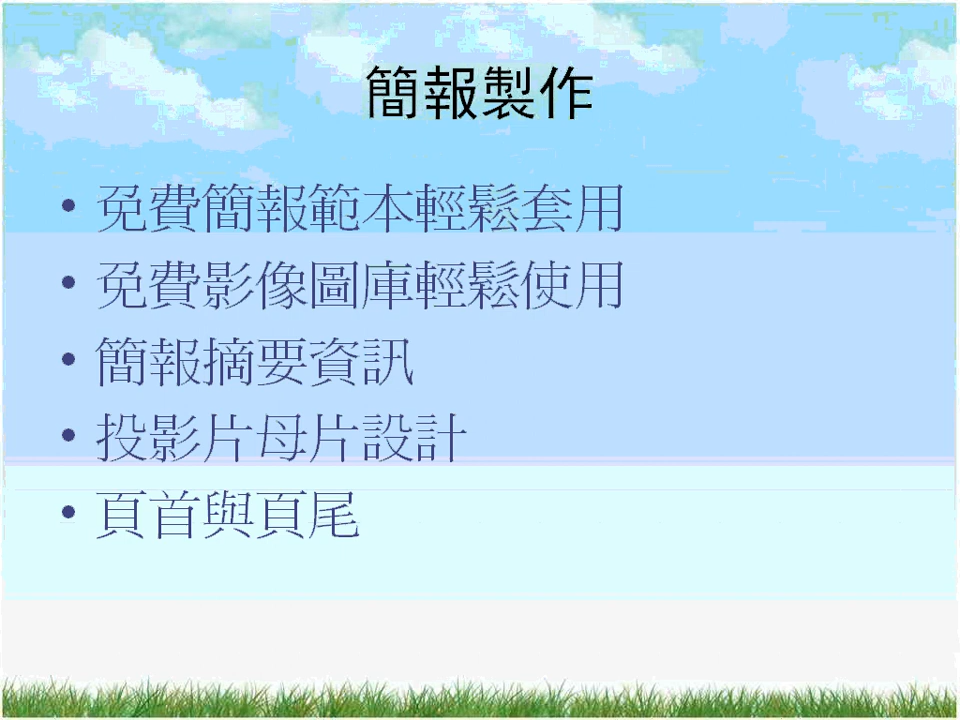 簡報製作
• 免費簡報範本輕鬆套用
• 免費影像圖庫輕鬆使用
• 簡報摘要資訊
• 投影片母片設計
• 頁首與頁尾